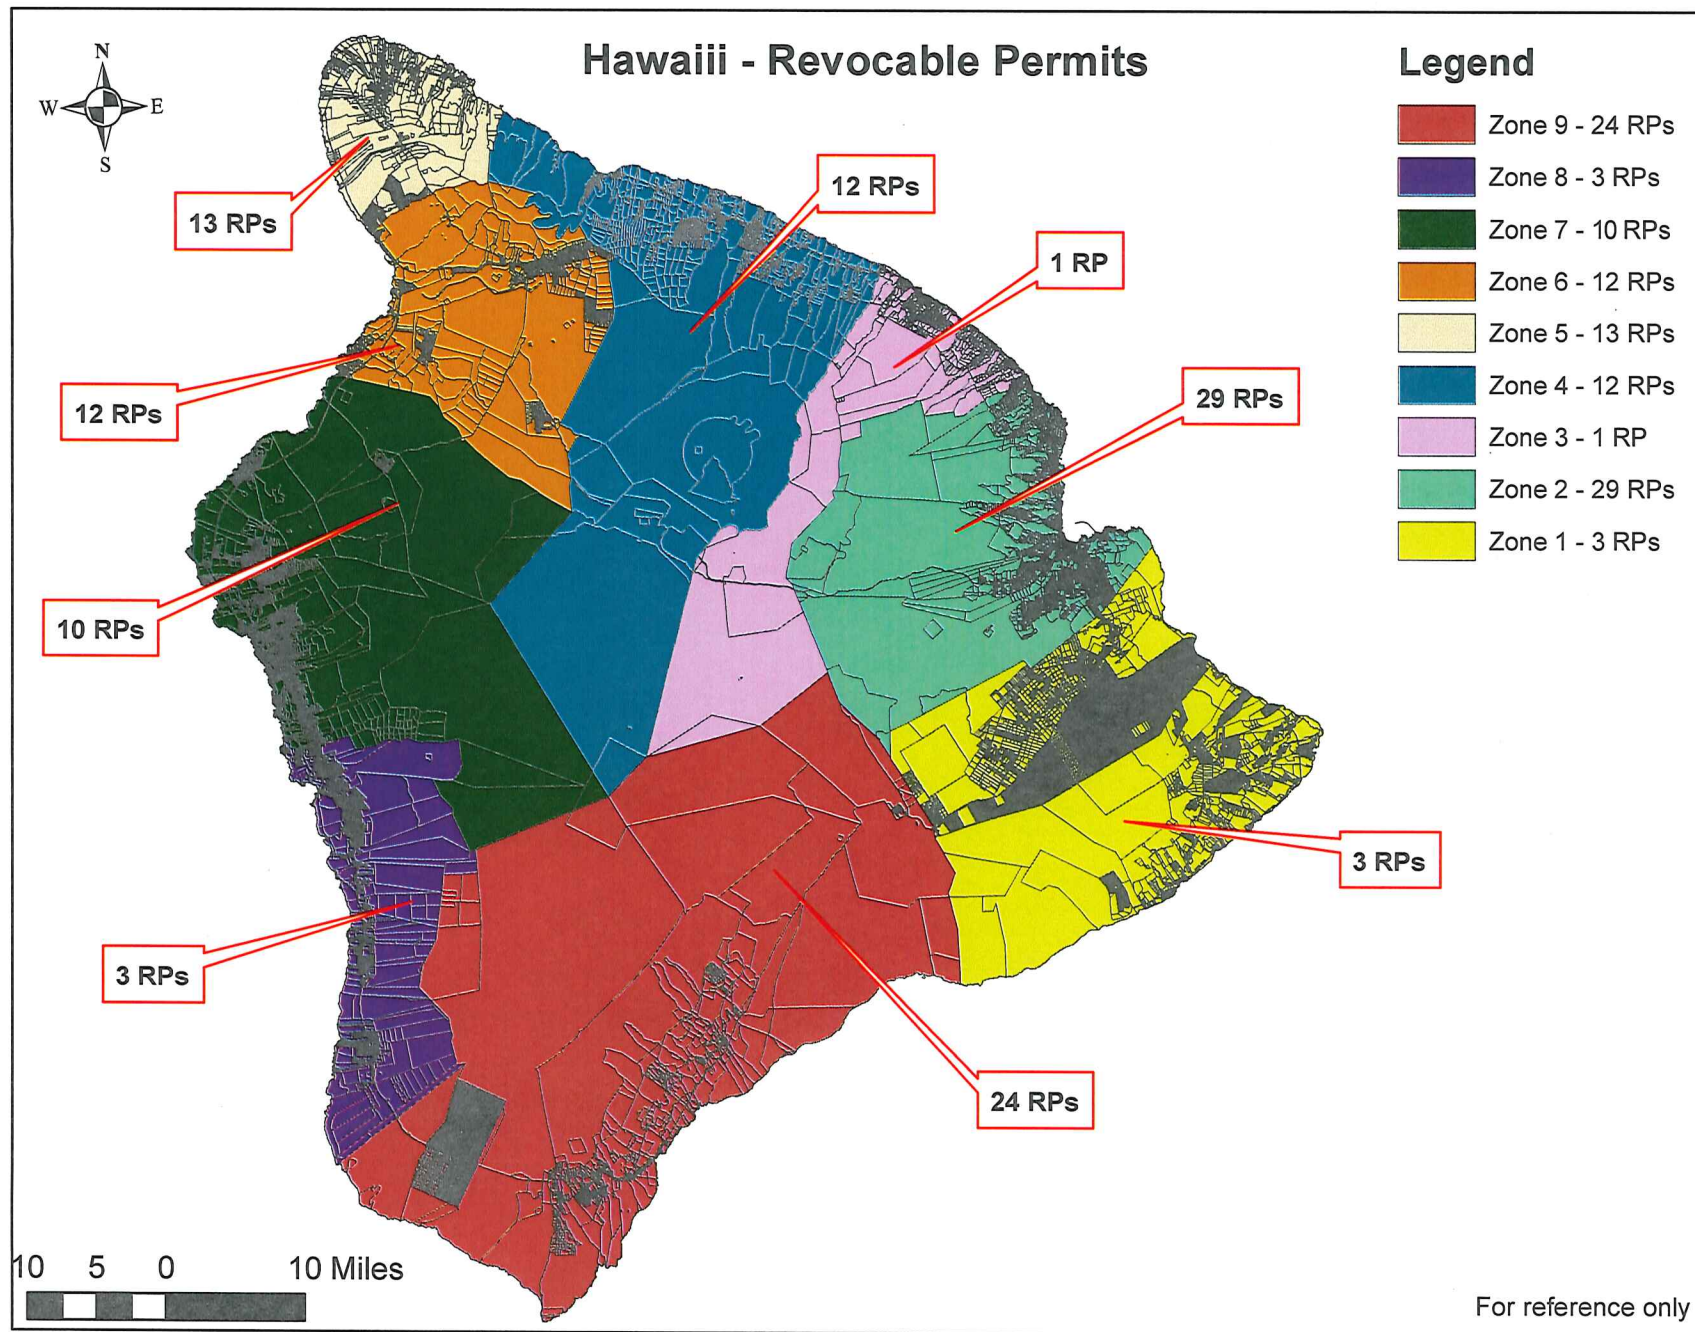 Hawaiii - Revocable Permits
N
W
E
S
Legend
Zone 9 - 24 RPs
Zone 8 - 3 RPs
Zone 7 - 10 RPs
Zone 6 - 12 RPs
Zone 5 - 13 RPs
Zone 4 - 12 RPs
Zone 3 - 1 RP
Zone 2 - 29 RPs
Zone 1 - 3 RPs
13 RPs
12 RPs
1 RP
12 RPs
29 RPs
10 RPs
3 RPs
3 RPs
24 RPs
10 5 0 10 Miles
For reference only